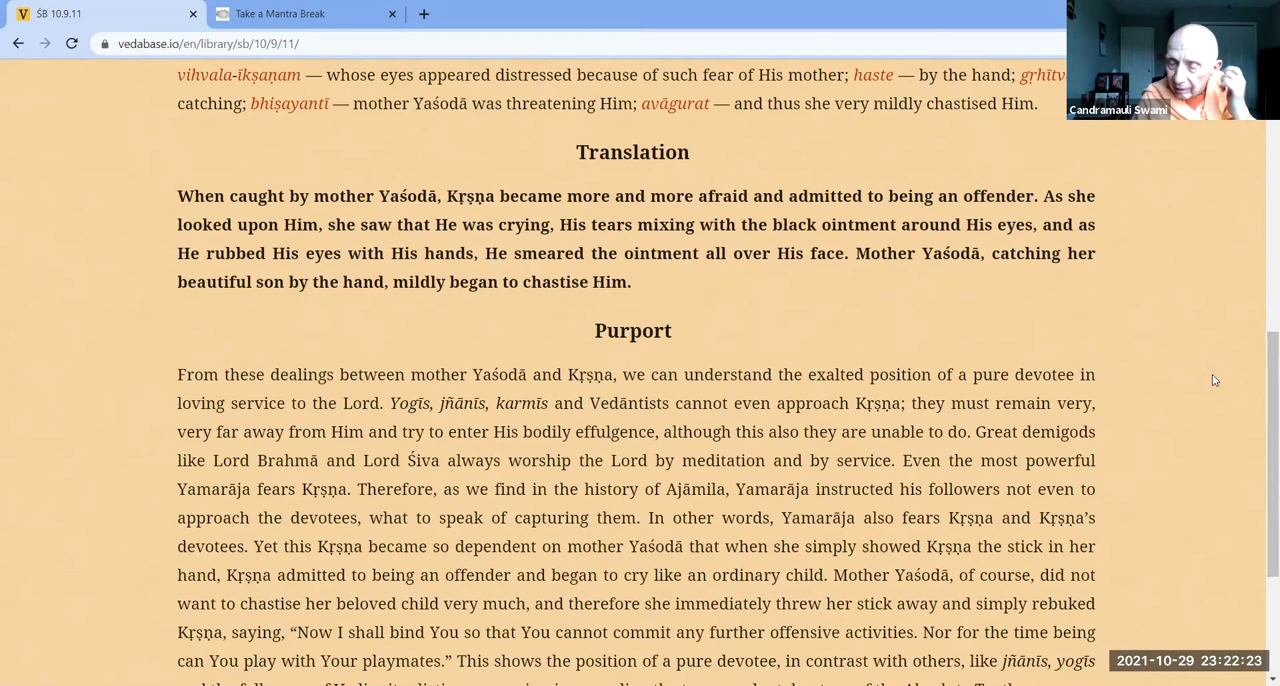 ŚB 10.9.11
Take a Mantra Break
vedabase.io/en/library/sb/10/9/11/
Candramauli Swami
vihvala-īkṣaṇam — whose eyes appeared distressed because of such fear of His mother; haste — by the hand;
catching; bhiṣayantī — mother Yaśodā was threatening Him; avāgurat — and thus she very mildly chastised Him.
Translation
When caught by mother Yaśodā, Kṛṣṇa became more and more afraid and admitted to being an offender. As she
looked upon Him, she saw that He was crying, His tears mixing with the black ointment around His eyes, and as
He rubbed His eyes with His hands, He smeared the ointment all over His face. Mother Yaśodā, catching her
beautiful son by the hand, mildly began to chastise Him.
Purport
From these dealings between mother Yaśodā and Kṛṣṇa, we can understand the exalted position of a pure devotee in
loving service to the Lord. Yogīs, jñānīs, karmīs and Vedāntists cannot even approach Kṛṣṇa; they must remain very,
very far away from Him and try to enter His bodily effulgence, although this also they are unable to do. Great demigods
like Lord Brahmā and Lord Śiva always worship the Lord by meditation and by service. Even the most powerful
Yamarāja fears Kṛṣṇa. Therefore, as we find in the history of Ajāmila, Yamarāja instructed his followers not even to
approach the devotees, what to speak of capturing them. In other words, Yamarāja also fears Kṛṣṇa and Kṛṣṇa’s
devotees. Yet this Kṛṣṇa became so dependent on mother Yaśodā that when she simply showed Kṛṣṇa the stick in her
hand, Kṛṣṇa admitted to being an offender and began to cry like an ordinary child. Mother Yaśodā, of course, did not
want to chastise her beloved child very much, and therefore she immediately threw her stick away and simply rebuked
Kṛṣṇa, saying, “Now I shall bind You so that You cannot commit any further offensive activities. Nor for the time being
can You play with Your playmates.” This shows the position of a pure devotee, in contrast with others, like jñānīs, yogīs
2021-10-29 23:22:23